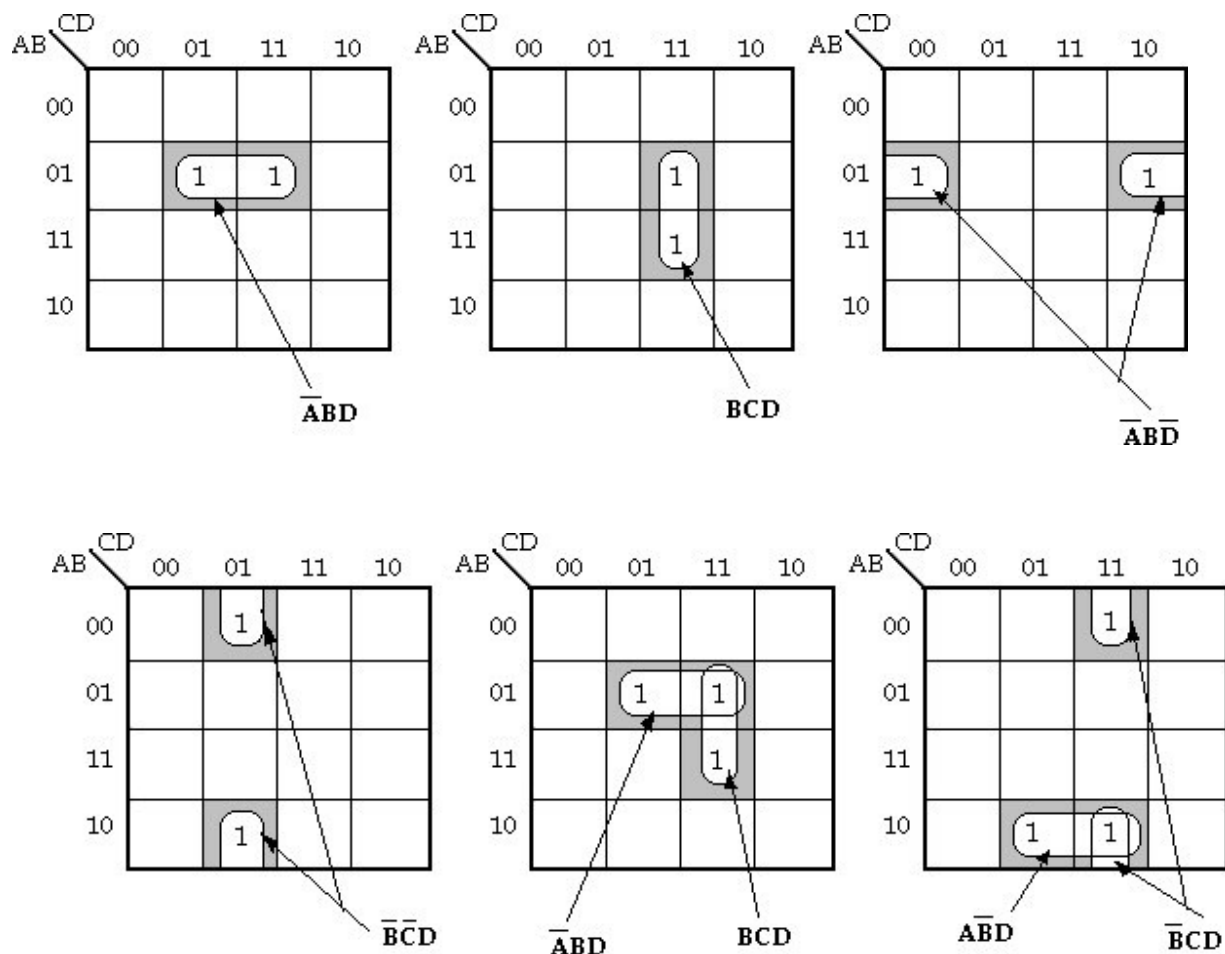 CD CD CD
AB 00 01 11 10 AB 00 01 11 10 AB 00 01 11 10
00 00 00
01 1 1 01 1 01 1 1
11 11 1 11
10 10 10
A̅BD BCD A̅BD̅
CD CD CD
AB 00 01 11 10 AB 00 01 11 10 AB 00 01 11 10
00 1 00 00 1
01 01 1 1 01
11 11 1 11
10 1 10 10 1 1
B̅C̅D A̅BD BCD AB̅D B̅CD